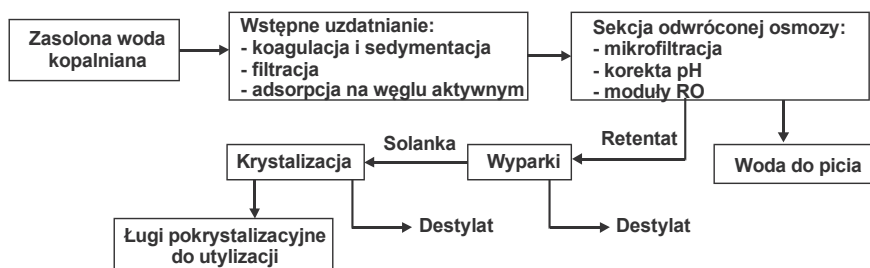 Zasolona woda
kopalniana
Wstępne uzdatnianie:
- koagulacja i sedymentacja
- filtracja
- adsorpcja na węglu aktywnym
Sekcja odwróconej osmozy:
- mikrofiltracja
- korekta pH
- moduły RO
Retentat
Solanka
Krystalizacja
Wyparki
Woda do picia
Destylat
Destylat
Ługi pokrystalizacyjne
do utylizacji